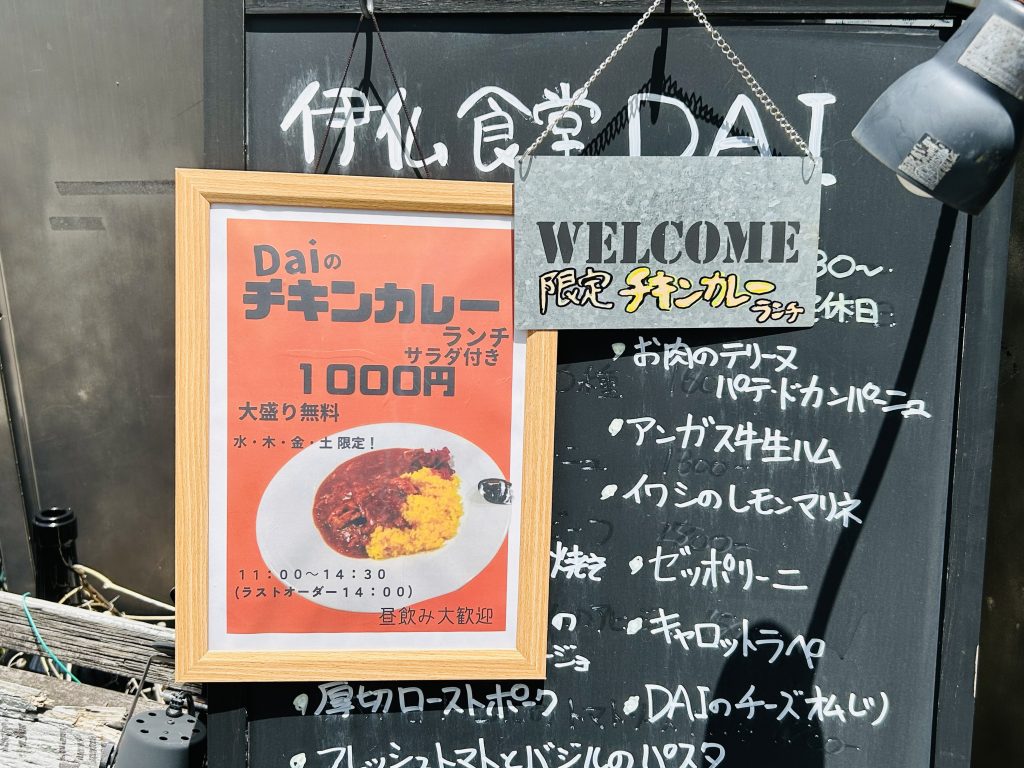 伊仏食堂 DAI
WELCOME
限定 チキンカレー
ランチ
Daiの
チキンカレー
ランチ
サラダ付き
1000円
大盛り無料
水・木・金・土 限定！
11:00～14:30
(ラストオーダー14:00)
昼飲み大歓迎
30～
休日
お肉のテリーヌ
パテドカンパーニュ
アンガス牛生ハム
イワシのレモンマリネ
焼き
ゼッポリーニ
の
ージョ
キャロットラペ
厚切ローストポーク
DAIのチーズオムレツ
フレッシュトマトとバジルのパスタ